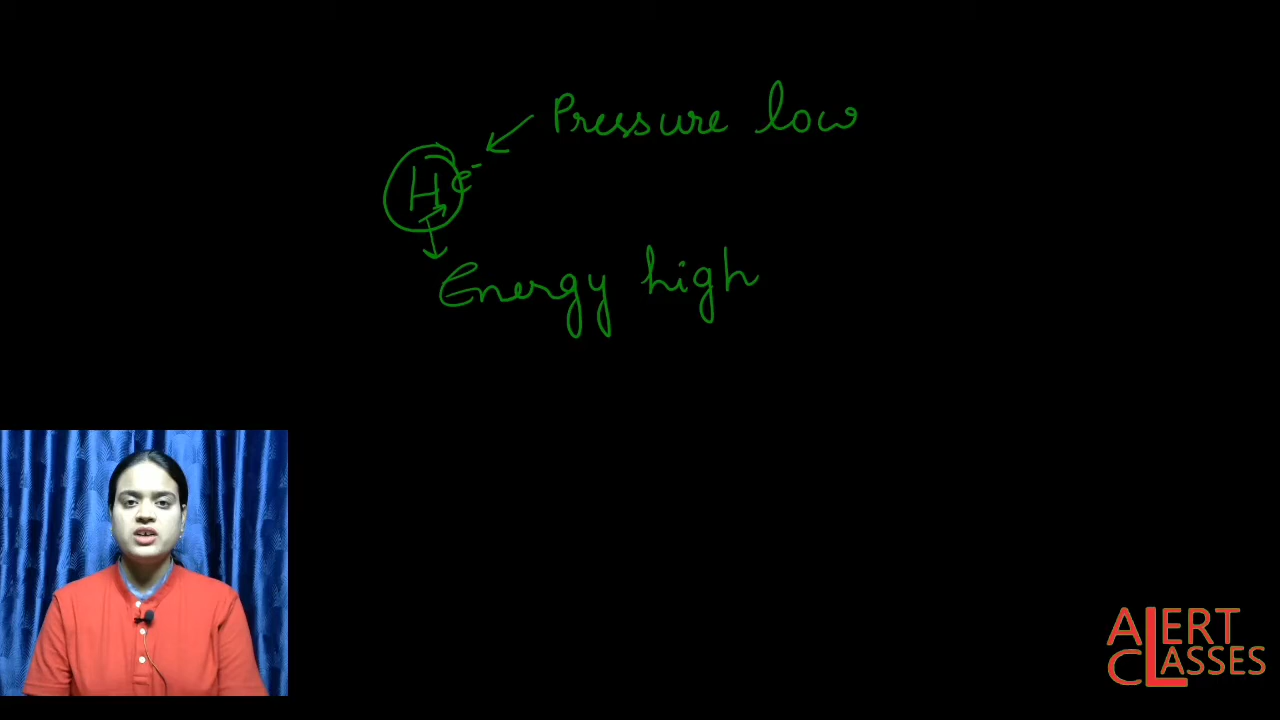 Pressure low
H e⁻
Energy high
ALERT
CLASSES